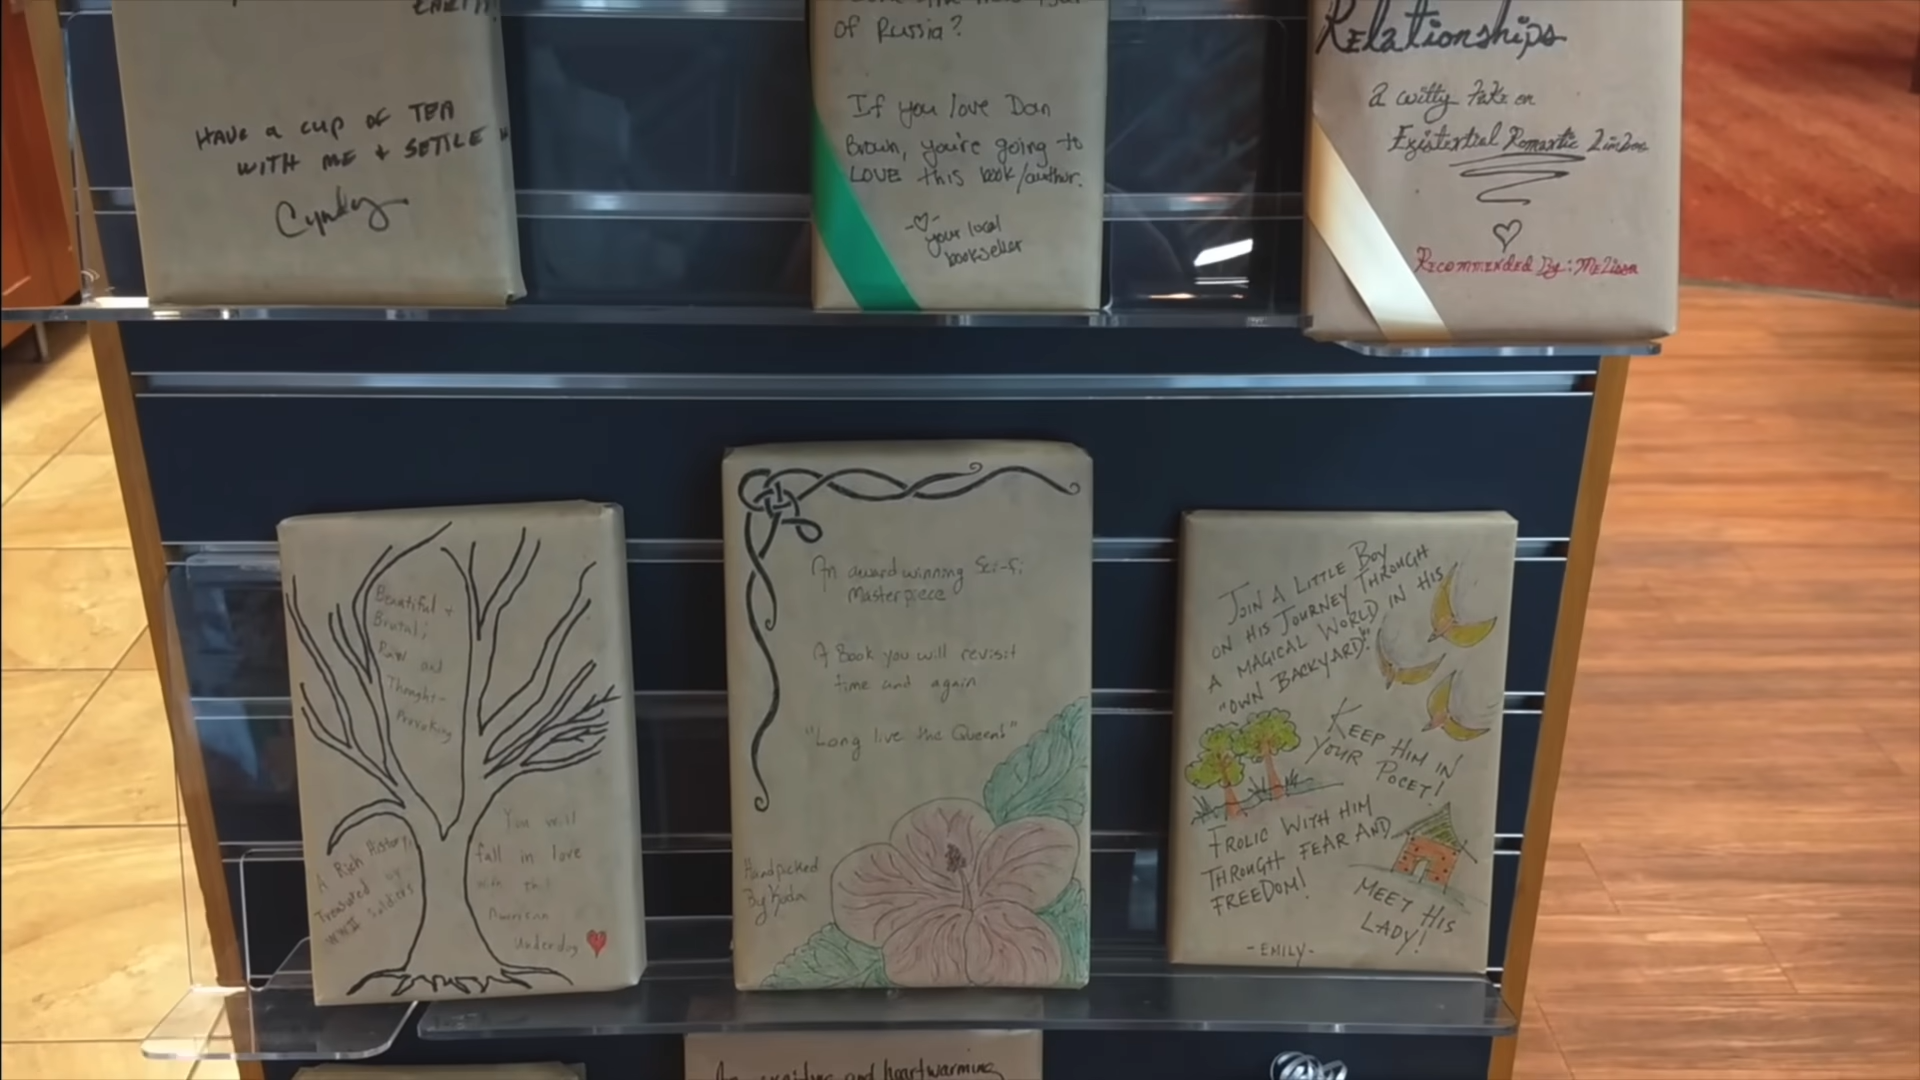 HAVE A CUP OF TEA
WITH ME + SETTLE
Cyndy
of Russia?
If you love Dan
Brown, you're going to
LOVE this book/author.
-♡-
your local
bookseller
Relationships
A witty Take on
Existential Romantic Limbo
♡
Recommended By: Melissa
Beautiful +
Brutal;
Raw and
Thought-
Provoking
A Rich History,
Treasured by
WWII Soldiers
You will
fall in love
with this
American
Underdog
An award winning Sci-fi
Masterpiece
A Book you will revisit
time and again
"Long live the Queens"
Handpicked
By Koda
JOIN A LITTLE BOY
ON HIS JOURNEY THROUGH
A MAGICAL WORLD IN HIS
"OWN BACKYARD!"
KEEP HIM IN
YOUR POCET!
FROLIC WITH HIM
THROUGH FEAR AND
FREEDOM!
MEET HIS
LADY!
-EMILY-
and heartwarming